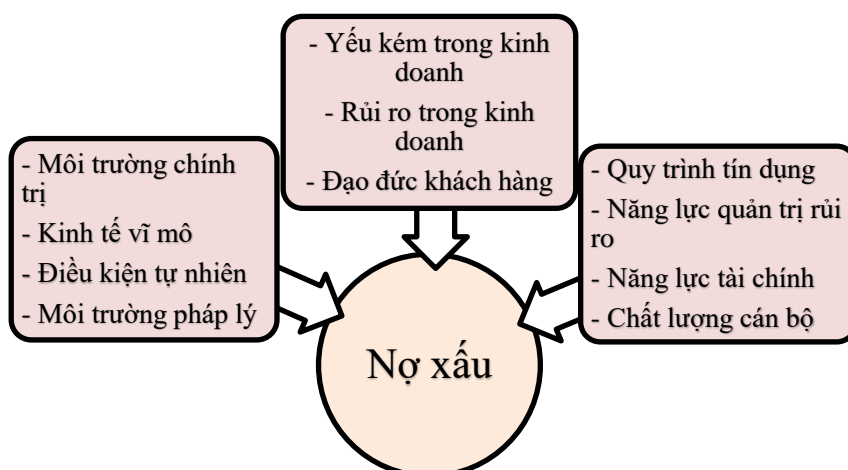 - Yếu kém trong kinh
doanh
- Rủi ro trong kinh
doanh
- Đạo đức khách hàng
- Môi trường chính
trị
- Kinh tế vĩ mô
- Điều kiện tự nhiên
- Môi trường pháp lý
- Quy trình tín dụng
- Năng lực quản trị rủi
ro
- Năng lực tài chính
- Chất lượng cán bộ
Nợ xấu